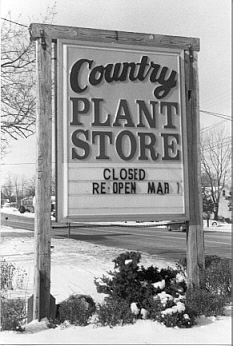 Country
PLANT
STORE
CLOSED
RE-OPEN MAR 1